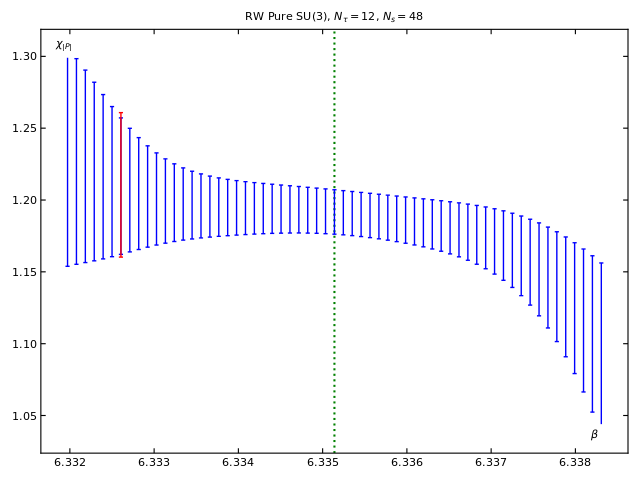 RW Pure SU(3), $N_\tau = 12$, $N_s = 48$
$\chi_{|P|}$
1.30
1.25
1.20
1.15
1.10
1.05
$\beta$
6.332 6.333 6.334 6.335 6.336 6.337 6.338